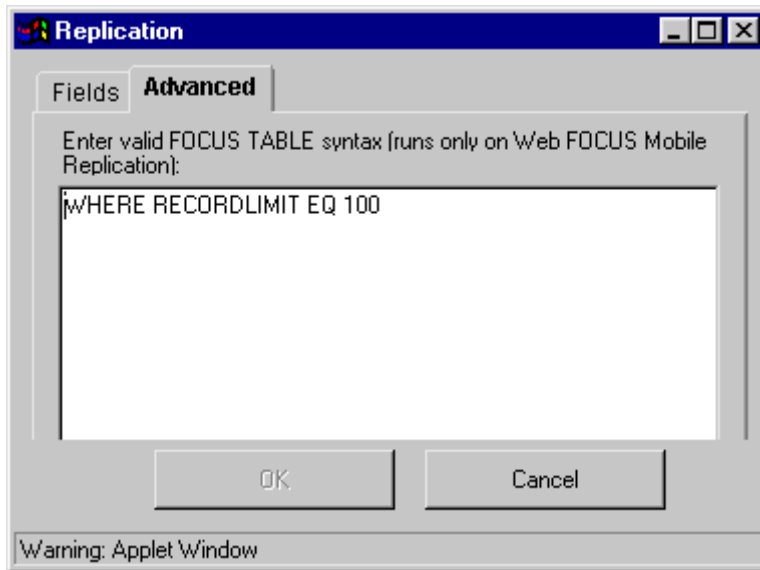 Replication
Fields
Advanced
Enter valid FOCUS TABLE syntax (runs only on Web FOCUS Mobile
Replication):
WHERE RECORDLIMIT EQ 100
OK
Cancel
Warning: Applet Window